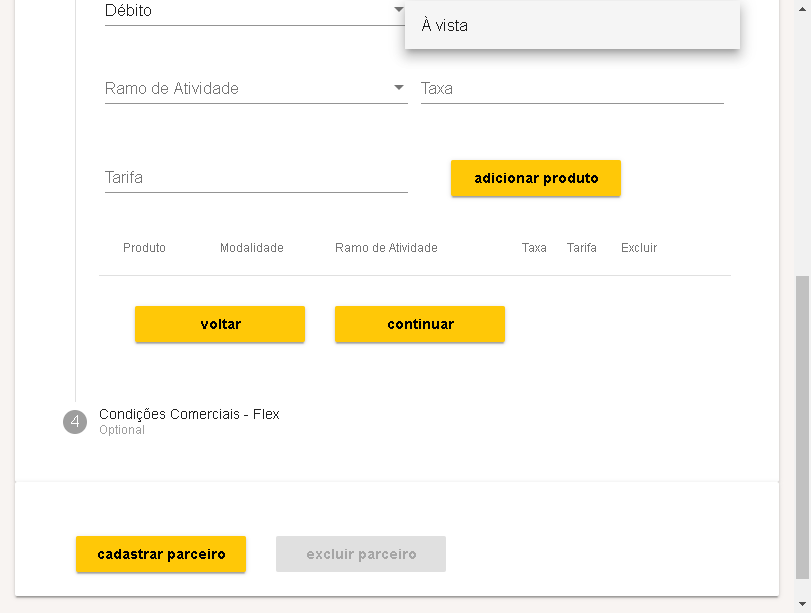 Débito
À vista
Ramo de Atividade
Taxa
Tarifa
adicionar produto
Produto Modalidade Ramo de Atividade Taxa Tarifa Excluir
voltar continuar
4 Condições Comerciais - Flex
Optional
cadastrar parceiro excluir parceiro